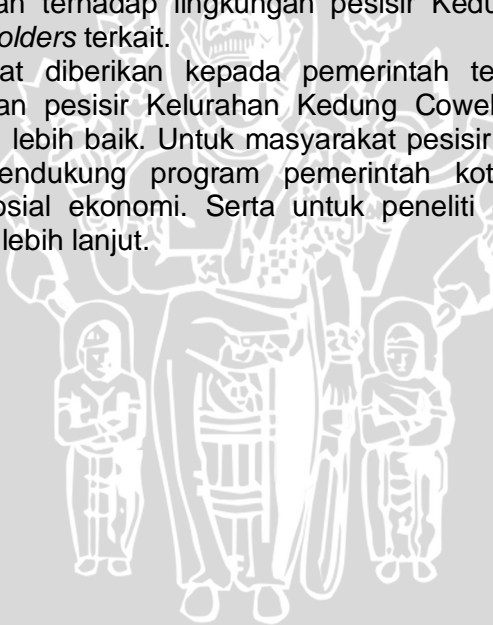 an terhadap lingkungan pesisir Kedu
olders terkait.
at diberikan kepada pemerintah te
an pesisir Kelurahan Kedung Cowe
lebih baik. Untuk masyarakat pesisir
endukung program pemerintah kot
osial ekonomi. Serta untuk peneliti
lebih lanjut.